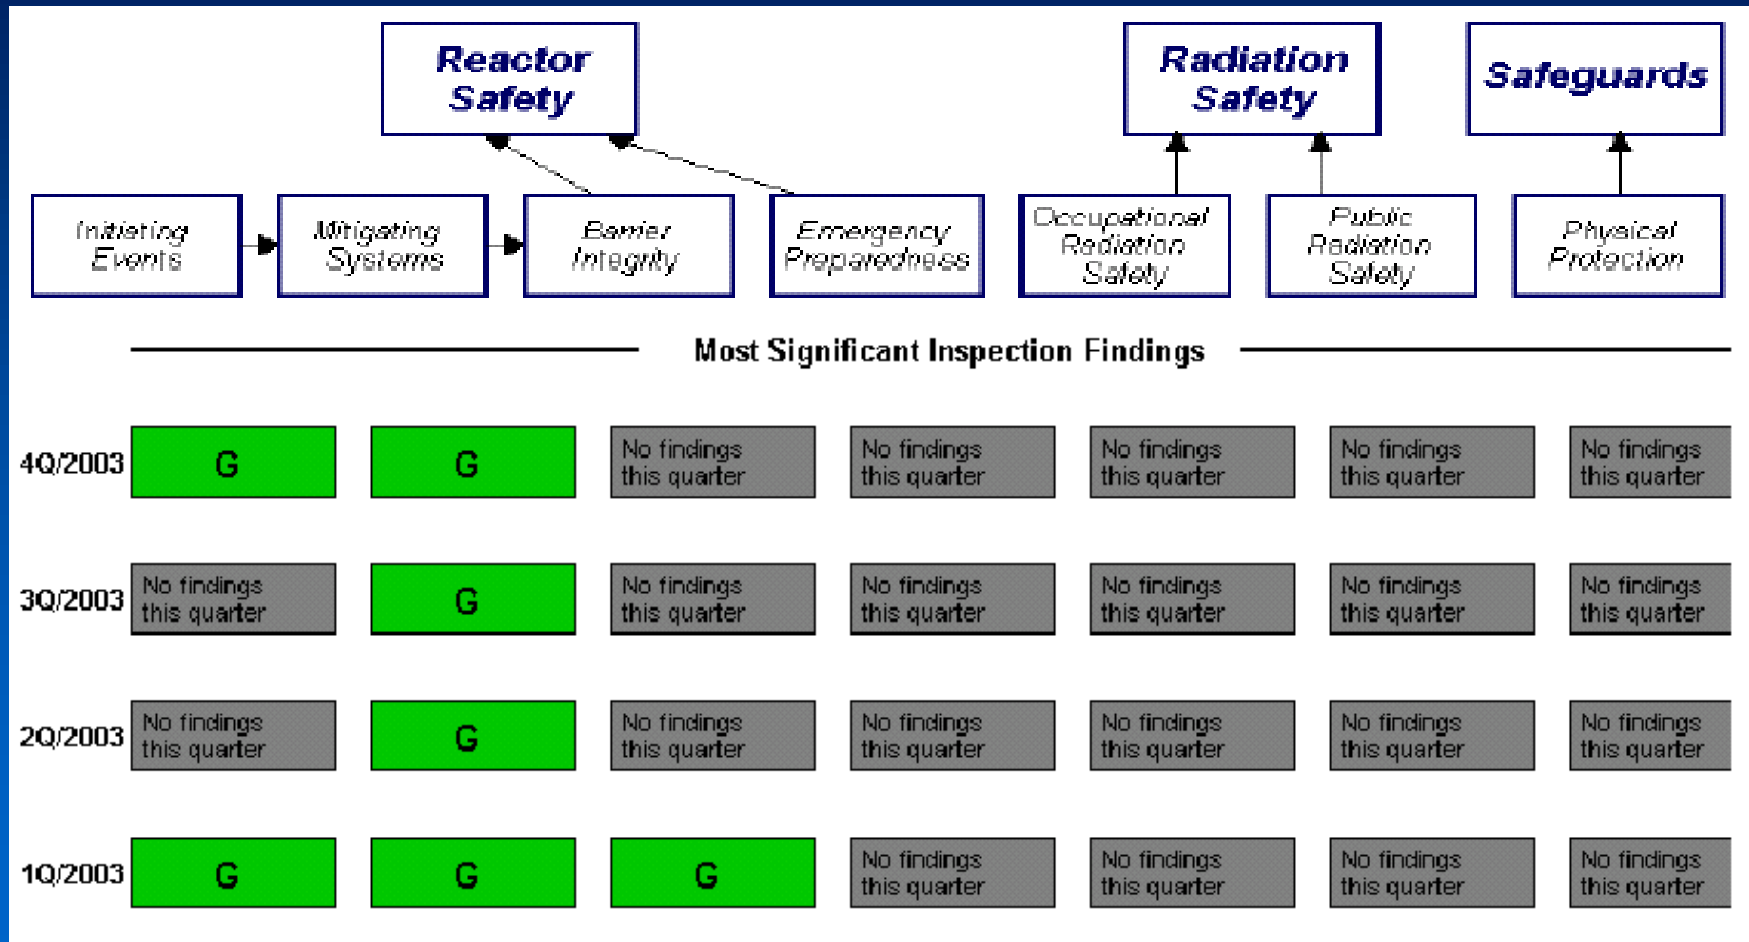 Reactor
Safety
Radiation
Safety
Safeguards
Initiating
Events
Mitigating
Systems
Barrier
Integrity
Emergency
Preparedness
Occupational
Radiation
Safety
Public
Radiation
Safety
Physical
Protection
Most Significant Inspection Findings
4Q/2003
G
G
No findings
this quarter
No findings
this quarter
No findings
this quarter
No findings
this quarter
No findings
this quarter
3Q/2003
No findings
this quarter
G
No findings
this quarter
No findings
this quarter
No findings
this quarter
No findings
this quarter
No findings
this quarter
2Q/2003
No findings
this quarter
G
No findings
this quarter
No findings
this quarter
No findings
this quarter
No findings
this quarter
No findings
this quarter
1Q/2003
G
G
G
No findings
this quarter
No findings
this quarter
No findings
this quarter
No findings
this quarter